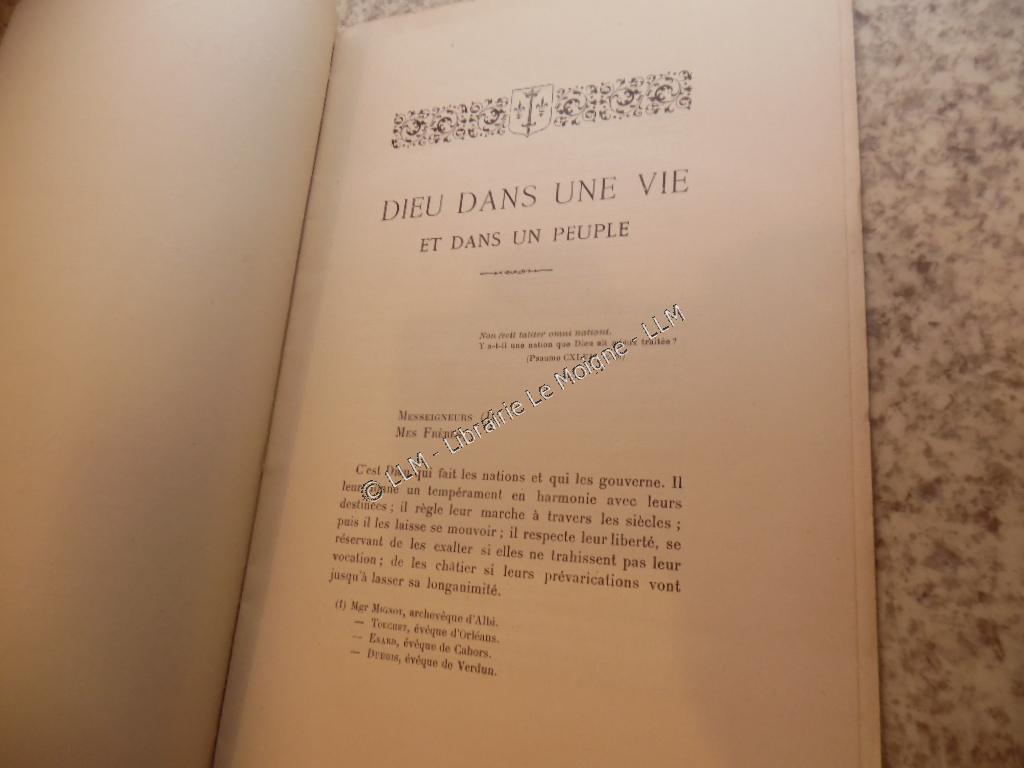 DIEU DANS UNE VIE
ET DANS UN PEUPLE
Non fecit taliter omni nationi.
Y a-t-il une nation que Dieu ait traitée ?
(Psaume
MESSEIGNEURS
MES
C'est Dieu qui fait les nations et qui les gouverne. Il
leur donne un tempérament en harmonie avec leurs
destinées ; il règle leur marche à travers les siècles ;
puis il les laisse se mouvoir ; il respecte leur liberté, se
réservant de les exalter si elles ne trahissent pas leur
vocation ; de les châtier si leurs prévarications vont
jusqu'à lasser sa longanimité.
(1) Mgr MIGNOT, archevêque d'Albi.
— TOUCHET, évêque d'Orléans.
— ENARD, évêque de Cahors.
— DUBOIS, évêque de Verdun.
© LLM - Librairie Le Moigne - LLM